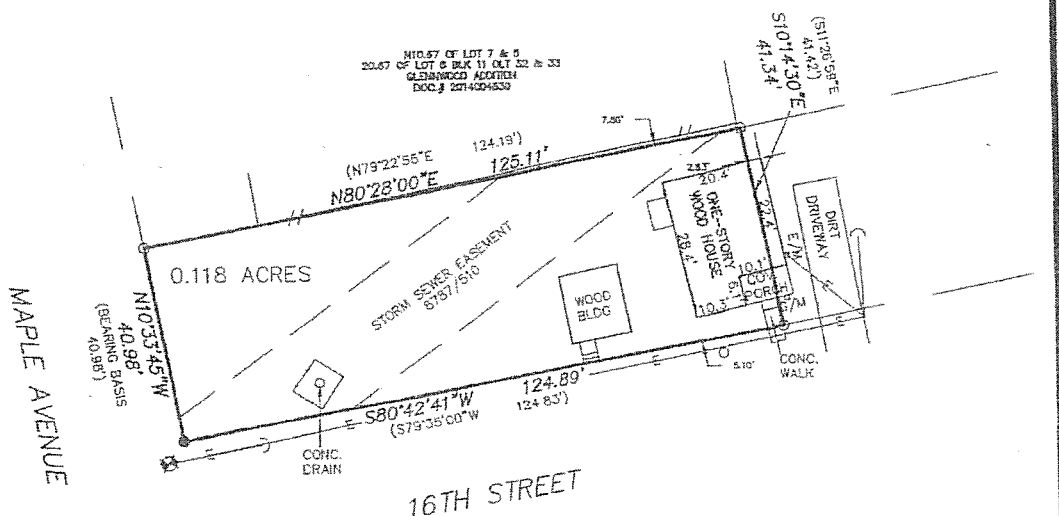 N10.67 OF LOT 7 & S
20.67 OF LOT 6 BLK 11 OLT 32 & 33
GLENNWOOD ADDITION
DOC.# 2014004530
(S11°26'58"E
41.42')
S10°14'30"E
41.34'
7.50'
(N79°22'55"E 124.19')
N80°28'00"E 125.11'
20.4'
ONE-STORY
WOOD HOUSE
28.4'
22.4'
E/M
DIRT
DRIVEWAY
10.1'
COV.
PORCH
5.1'
10.3'
G/M
0.118 ACRES
STORM SEWER EASEMENT
8787/510
WOOD
BLDG
MAPLE AVENUE
N10°33'45"W
40.98'
(BEARING BASIS
40.98')
CONC.
WALK
5.10'
S80°42'41"W 124.89'
(S79°35'00"W 124.83')
CONC.
DRAIN
16TH STREET